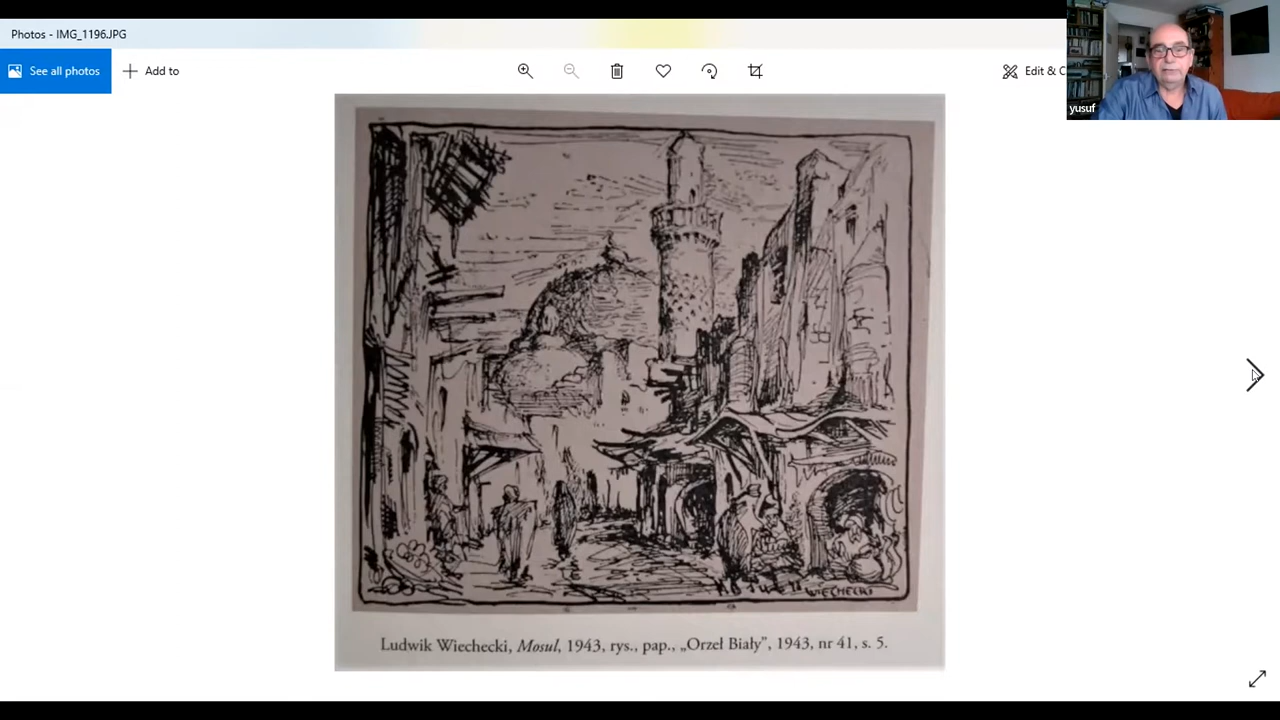 Photos - IMG_1196.JPG
See all photos
Add to
Edit & C
yusuf
WIECHECKI
Ludwik Wiechecki, Mosul, 1943, rys., pap., „Orzeł Biały”, 1943, nr 41, s. 5.